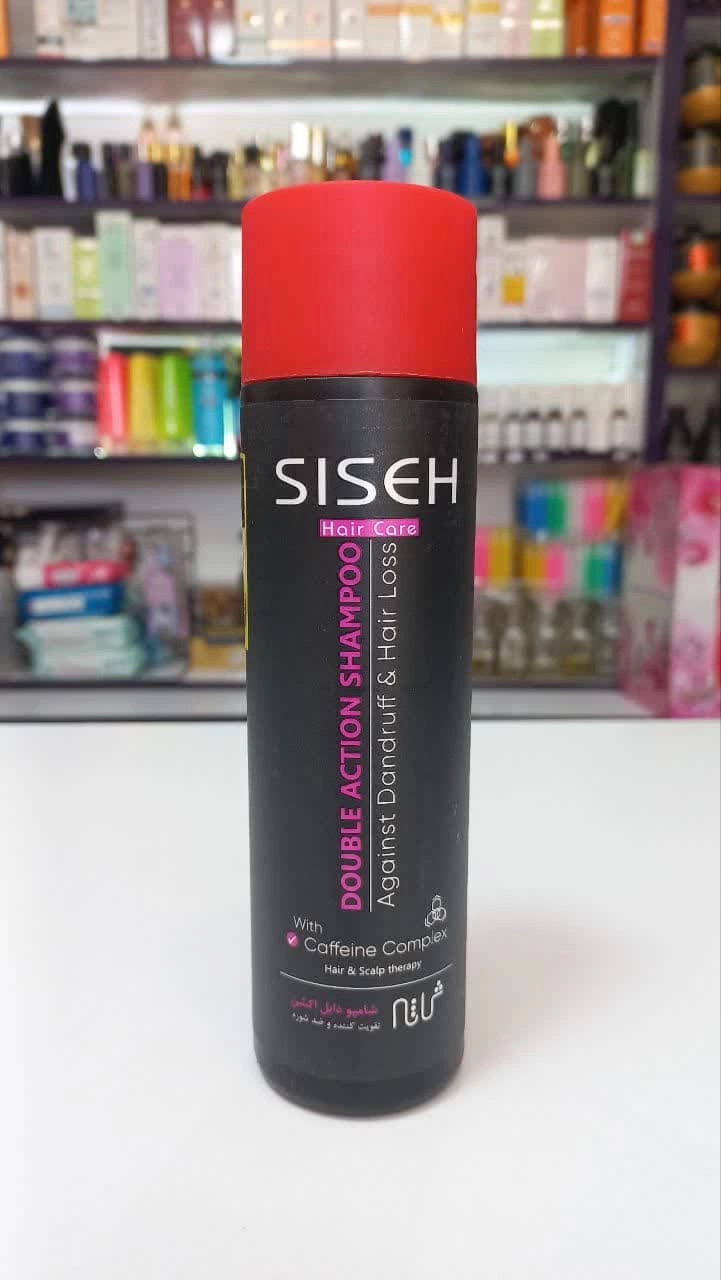 SISEH
Hair Care
DOUBLE ACTION SHAMPOO
Against Dandruff & Hair Loss
With
Caffeine Complex
Hair & Scalp therapy
شامپو دابل اکشن
تقویت کننده و ضد شوره